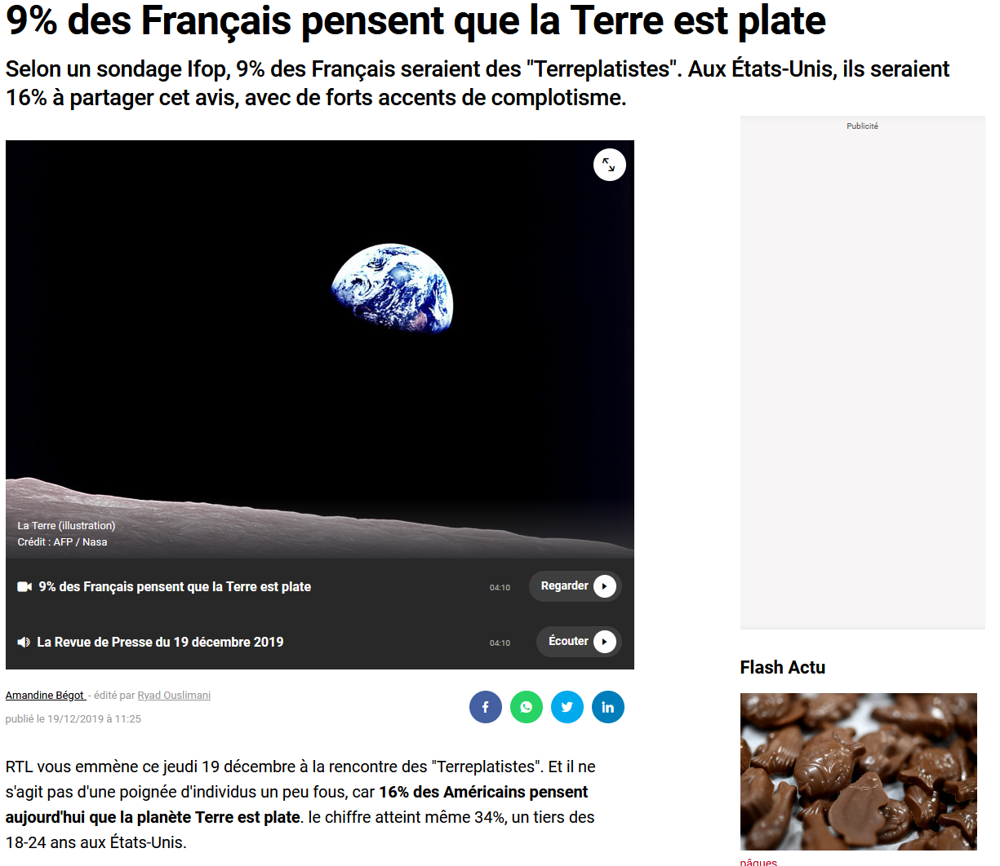 9% des Français pensent que la Terre est plate
Selon un sondage Ifop, 9% des Français seraient des "Terreplatistes". Aux États-Unis, ils seraient
16% à partager cet avis, avec de forts accents de complotisme.
Publicité
La Terre (illustration)
Crédit : AFP / Nasa
9% des Français pensent que la Terre est plate
04:10
Regarder
La Revue de Presse du 19 décembre 2019
04:10
Écouter
Amandine Bégot - édité par Ryad Ouslimani
publié le 19/12/2019 à 11:25
RTL vous emmène ce jeudi 19 décembre à la rencontre des "Terreplatistes". Et il ne
s'agit pas d'une poignée d'individus un peu fous, car 16% des Américains pensent
aujourd'hui que la planète Terre est plate. le chiffre atteint même 34%, un tiers des
18-24 ans aux États-Unis.
Flash Actu
pâques